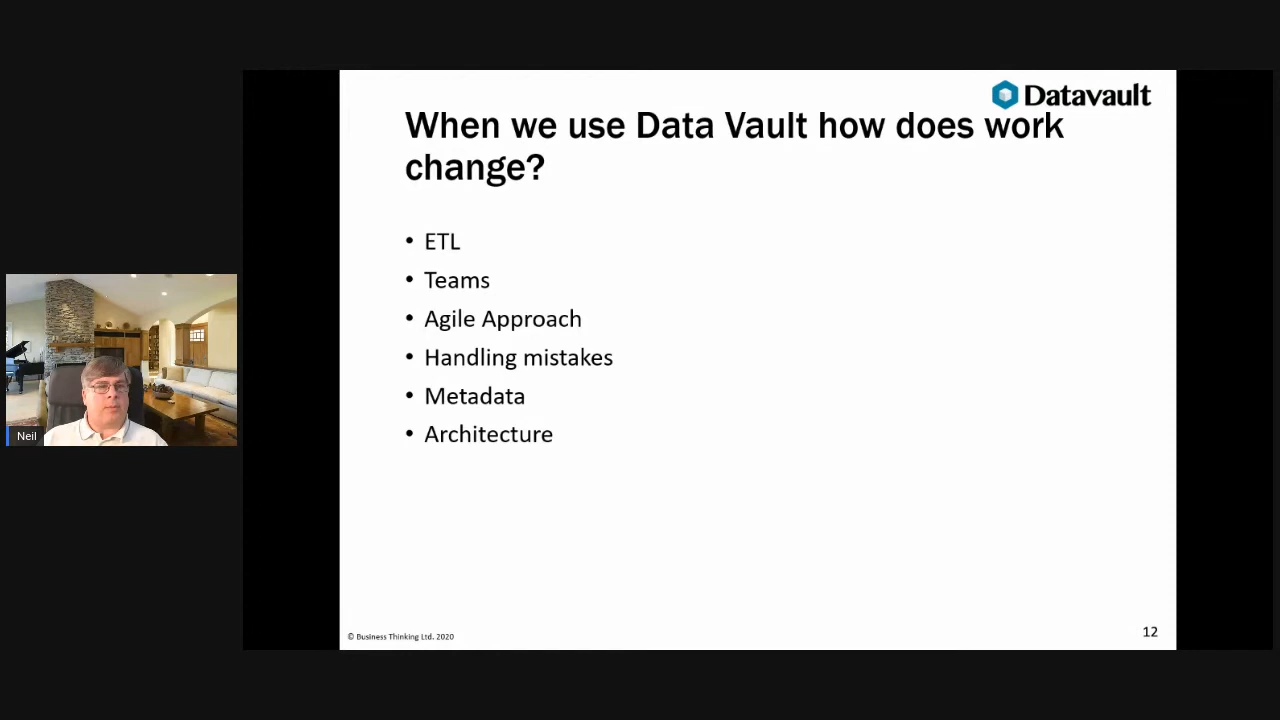 Datavault
When we use Data Vault how does work
change?
• ETL
• Teams
• Agile Approach
• Handling mistakes
• Metadata
• Architecture
Neil
© Business Thinking Ltd. 2020
12